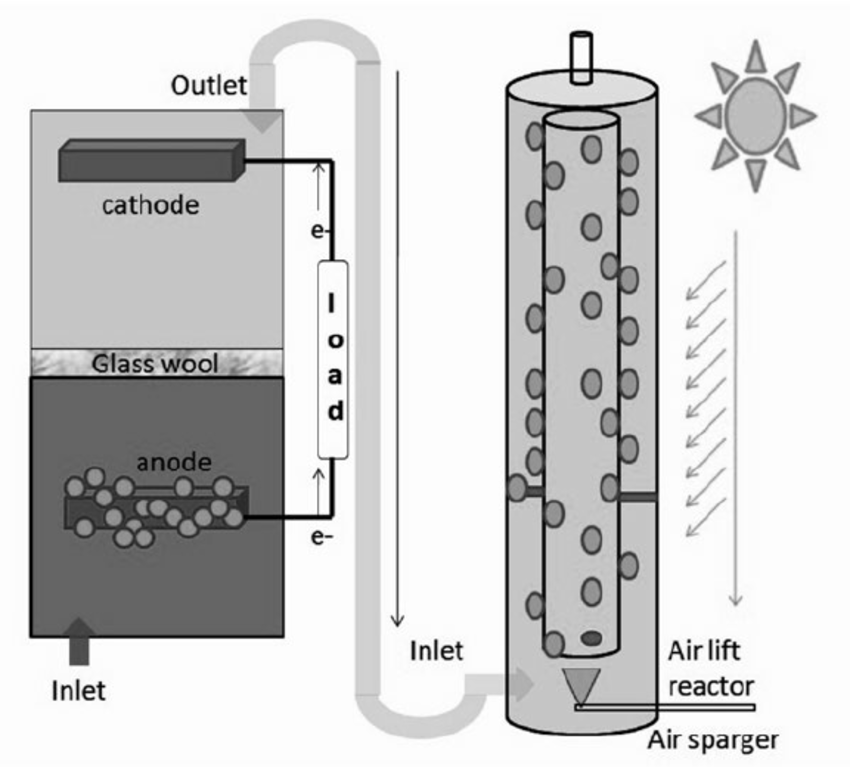 Outlet
cathode
e-
load
Glass wool
anode
e-
Inlet
Inlet
Air lift
reactor
Air sparger